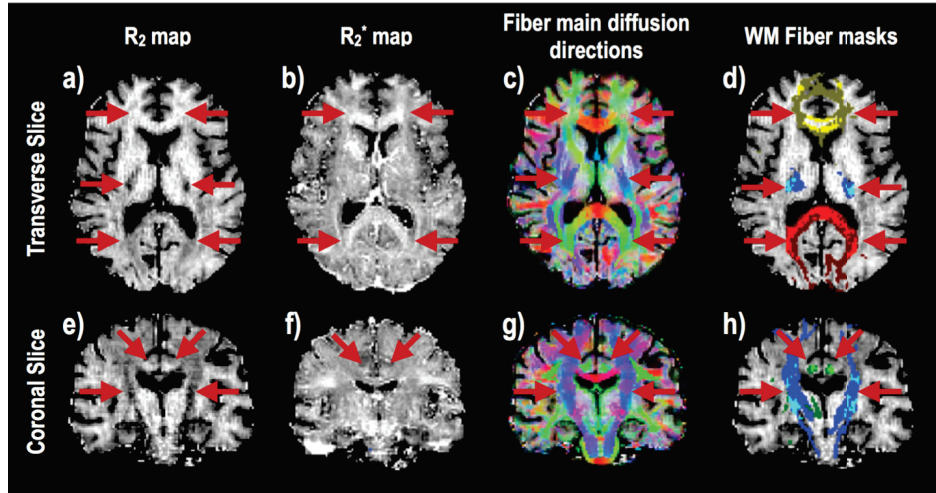 R₂ map
R₂* map
Fiber main diffusion
directions
WM Fiber masks
Transverse Slice
a)
b)
c)
d)
Coronal Slice
e)
f)
g)
h)